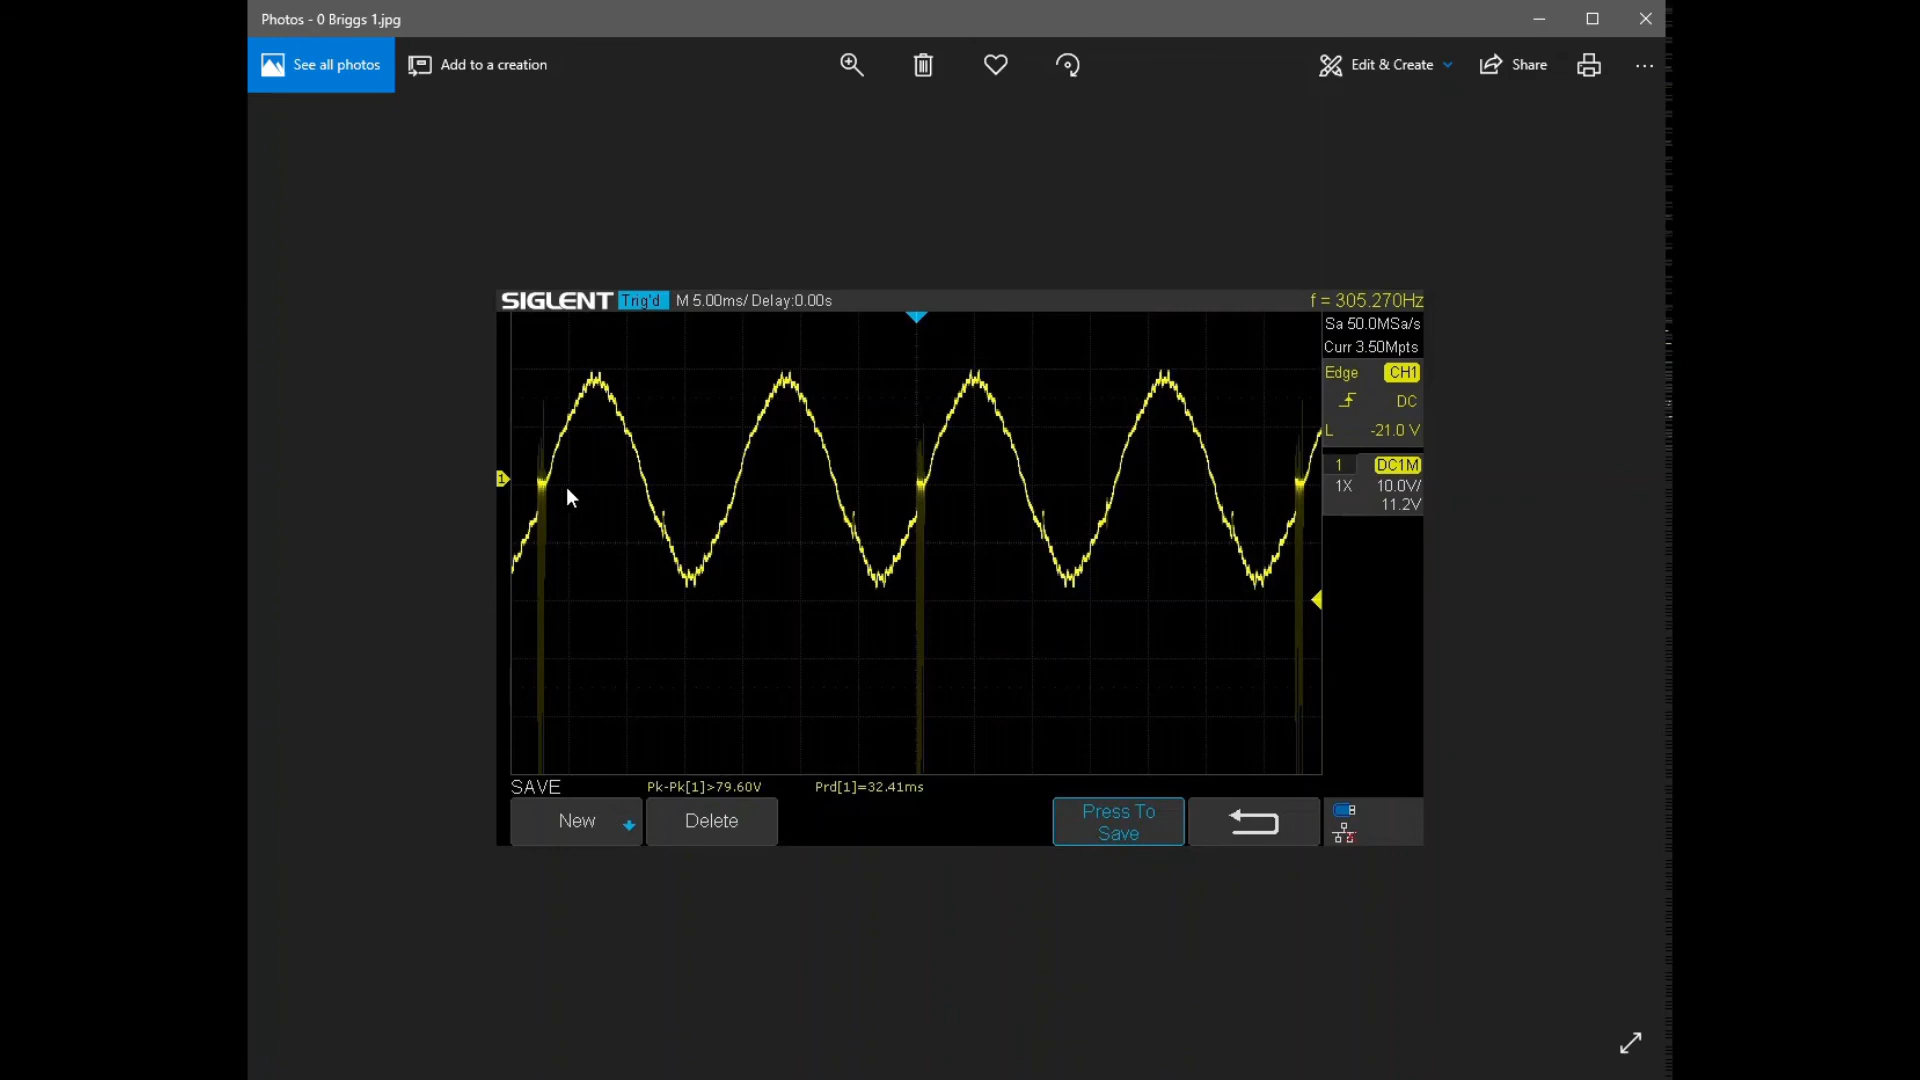 Photos - 0 Briggs 1.jpg
See all photos
Add to a creation
Edit & Create
Share
SIGLENT Trig'd M 5.00ms/ Delay:0.00s f = 305.270Hz
Sa 50.0MSa/s
Curr 3.50Mpts
Edge CH1
DC
L -21.0 V
1 DC1M
1X 10.0V/
11.2V
1
SAVE Pk-Pk[1]>79.60V Prd[1]=32.41ms
New Delete Press To
Save